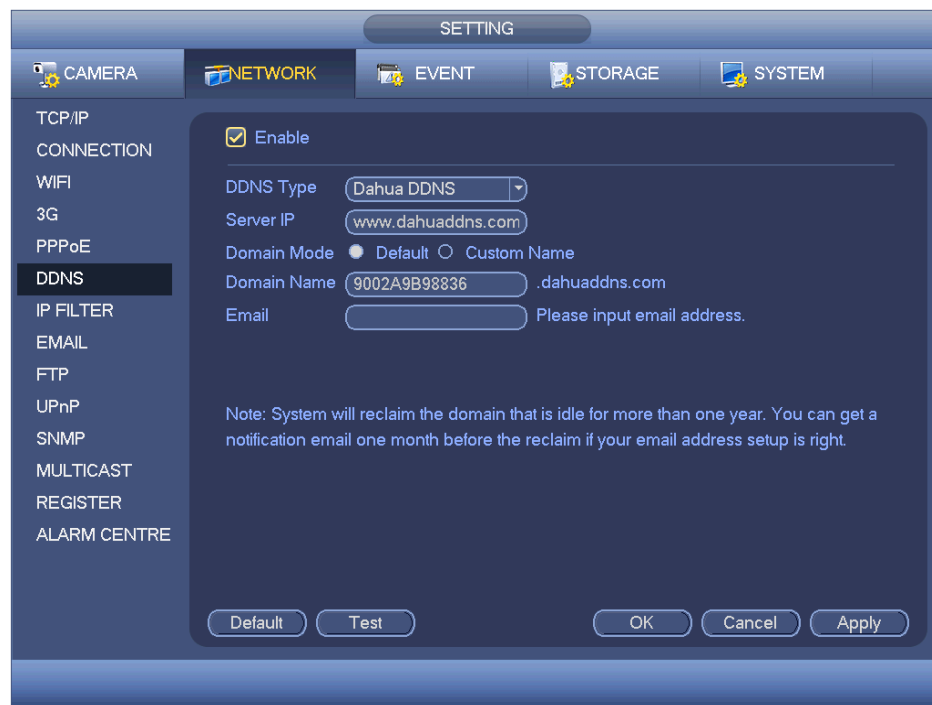 SETTING
CAMERA NETWORK EVENT STORAGE SYSTEM
TCP/IP
CONNECTION
WIFI
3G
PPPoE
DDNS
IP FILTER
EMAIL
FTP
UPnP
SNMP
MULTICAST
REGISTER
ALARM CENTRE
Enable
DDNS Type Dahua DDNS
Server IP www.dahuaddns.com
Domain Mode Default Custom Name
Domain Name 9002A9B98836 .dahuaddns.com
Email Please input email address.
Note: System will reclaim the domain that is idle for more than one year. You can get a
notification email one month before the reclaim if your email address setup is right.
Default Test OK Cancel Apply